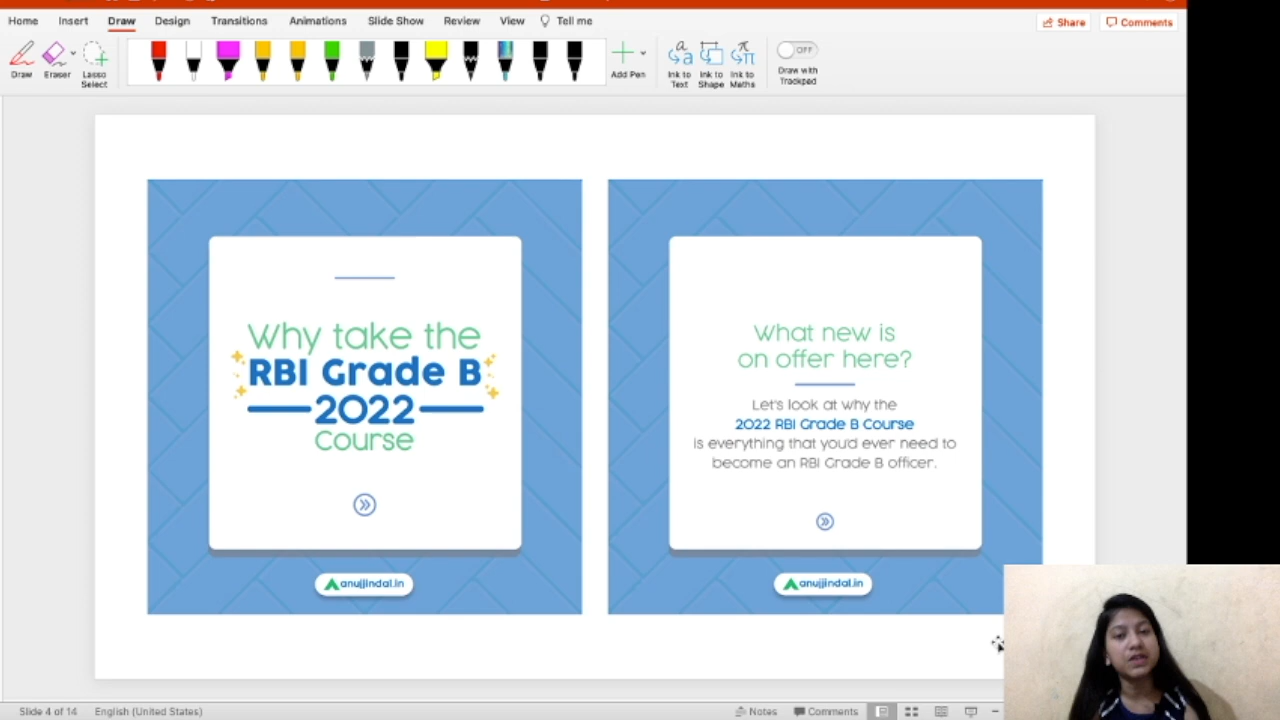 Home Insert Draw Design Transitions Animations Slide Show Review View Tell me
Share Comments
Draw Eraser Lasso Select
Add Pen
Ink to Text
Ink to Shape
Ink to Maths
OFF
Draw with Trackpad
Why take the
RBI Grade B
2022
Course
anujjindal.in
What new is
on offer here?
Let's look at why the
2022 RBI Grade B Course
is everything that you'd ever need to
become an RBI Grade B officer.
anujjindal.in
Slide 4 of 14 English (United States)
Notes Comments